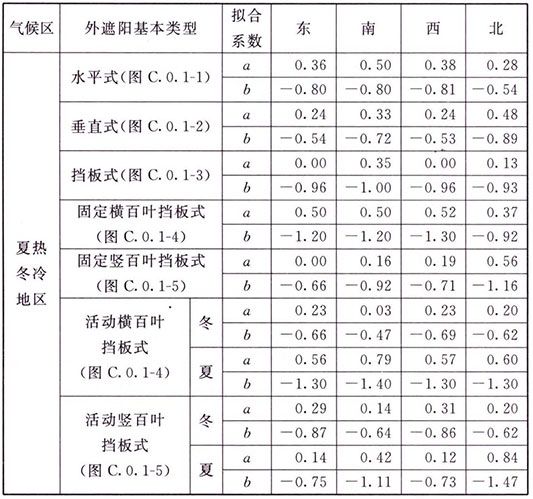 气候区 外遮阳基本类型 拟合系数 东 南 西 北
夏热冬冷地区
水平式(图C.0.1-1) a 0.36 0.50 0.38 0.28
b -0.80 -0.80 -0.81 -0.54
垂直式(图C.0.1-2) a 0.24 0.33 0.24 0.48
b -0.54 -0.72 -0.53 -0.89
挡板式(图C.0.1-3) a 0.00 0.35 0.00 0.13
b -0.96 -1.00 -0.96 -0.93
固定横百叶挡板式(图C.0.1-4) a 0.50 0.50 0.52 0.37
b -1.20 -1.20 -1.30 -0.92
固定竖百叶挡板式(图C.0.1-5) a 0.00 0.16 0.19 0.56
b -0.66 -0.92 -0.71 -1.16
活动横百叶挡板式(图C.0.1-4) 冬 a 0.23 0.03 0.23 0.20
b -0.66 -0.47 -0.69 -0.62
夏 a 0.56 0.79 0.57 0.60
b -1.30 -1.40 -1.30 -1.30
活动竖百叶挡板式(图C.0.1-5) 冬 a 0.29 0.14 0.31 0.20
b -0.87 -0.64 -0.86 -0.62
夏 a 0.14 0.42 0.12 0.84
b -0.75 -1.11 -0.73 -1.47